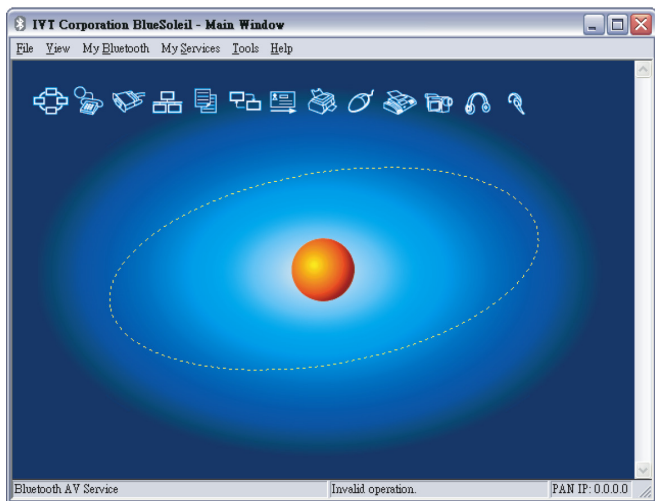 IVT Corporation BlueSoleil - Main Window
File View My Bluetooth My Services Tools Help
Bluetooth AV Service Invalid operation. PAN IP: 0.0.0.0